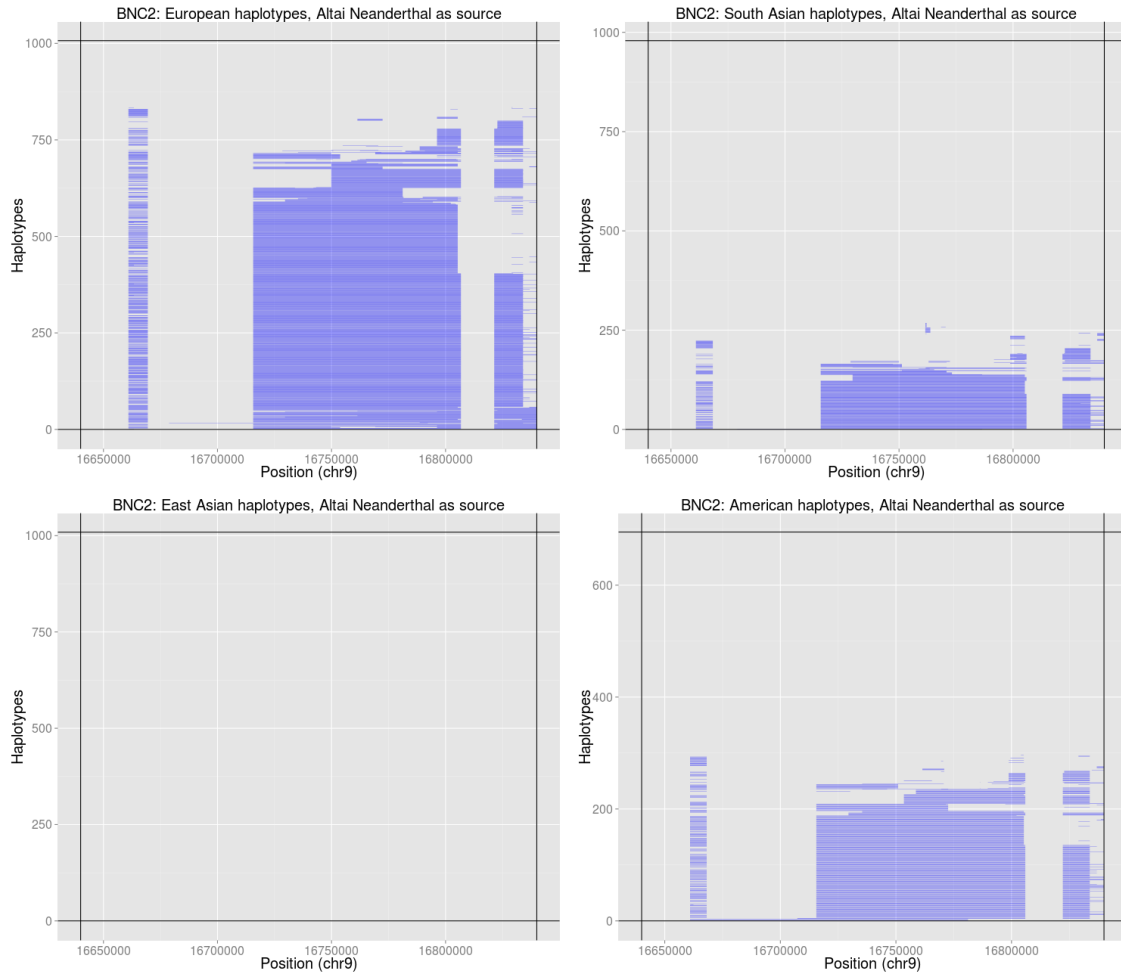 BNC2: European haplotypes, Altai Neanderthal as source
1000
750
500
250
0
Haplotypes
16650000 16700000 16750000 16800000
Position (chr9)
BNC2: South Asian haplotypes, Altai Neanderthal as source
1000
750
500
250
0
Haplotypes
16650000 16700000 16750000 16800000
Position (chr9)
BNC2: East Asian haplotypes, Altai Neanderthal as source
1000
750
500
250
0
Haplotypes
16650000 16700000 16750000 16800000
Position (chr9)
BNC2: American haplotypes, Altai Neanderthal as source
600
400
200
0
Haplotypes
16650000 16700000 16750000 16800000
Position (chr9)